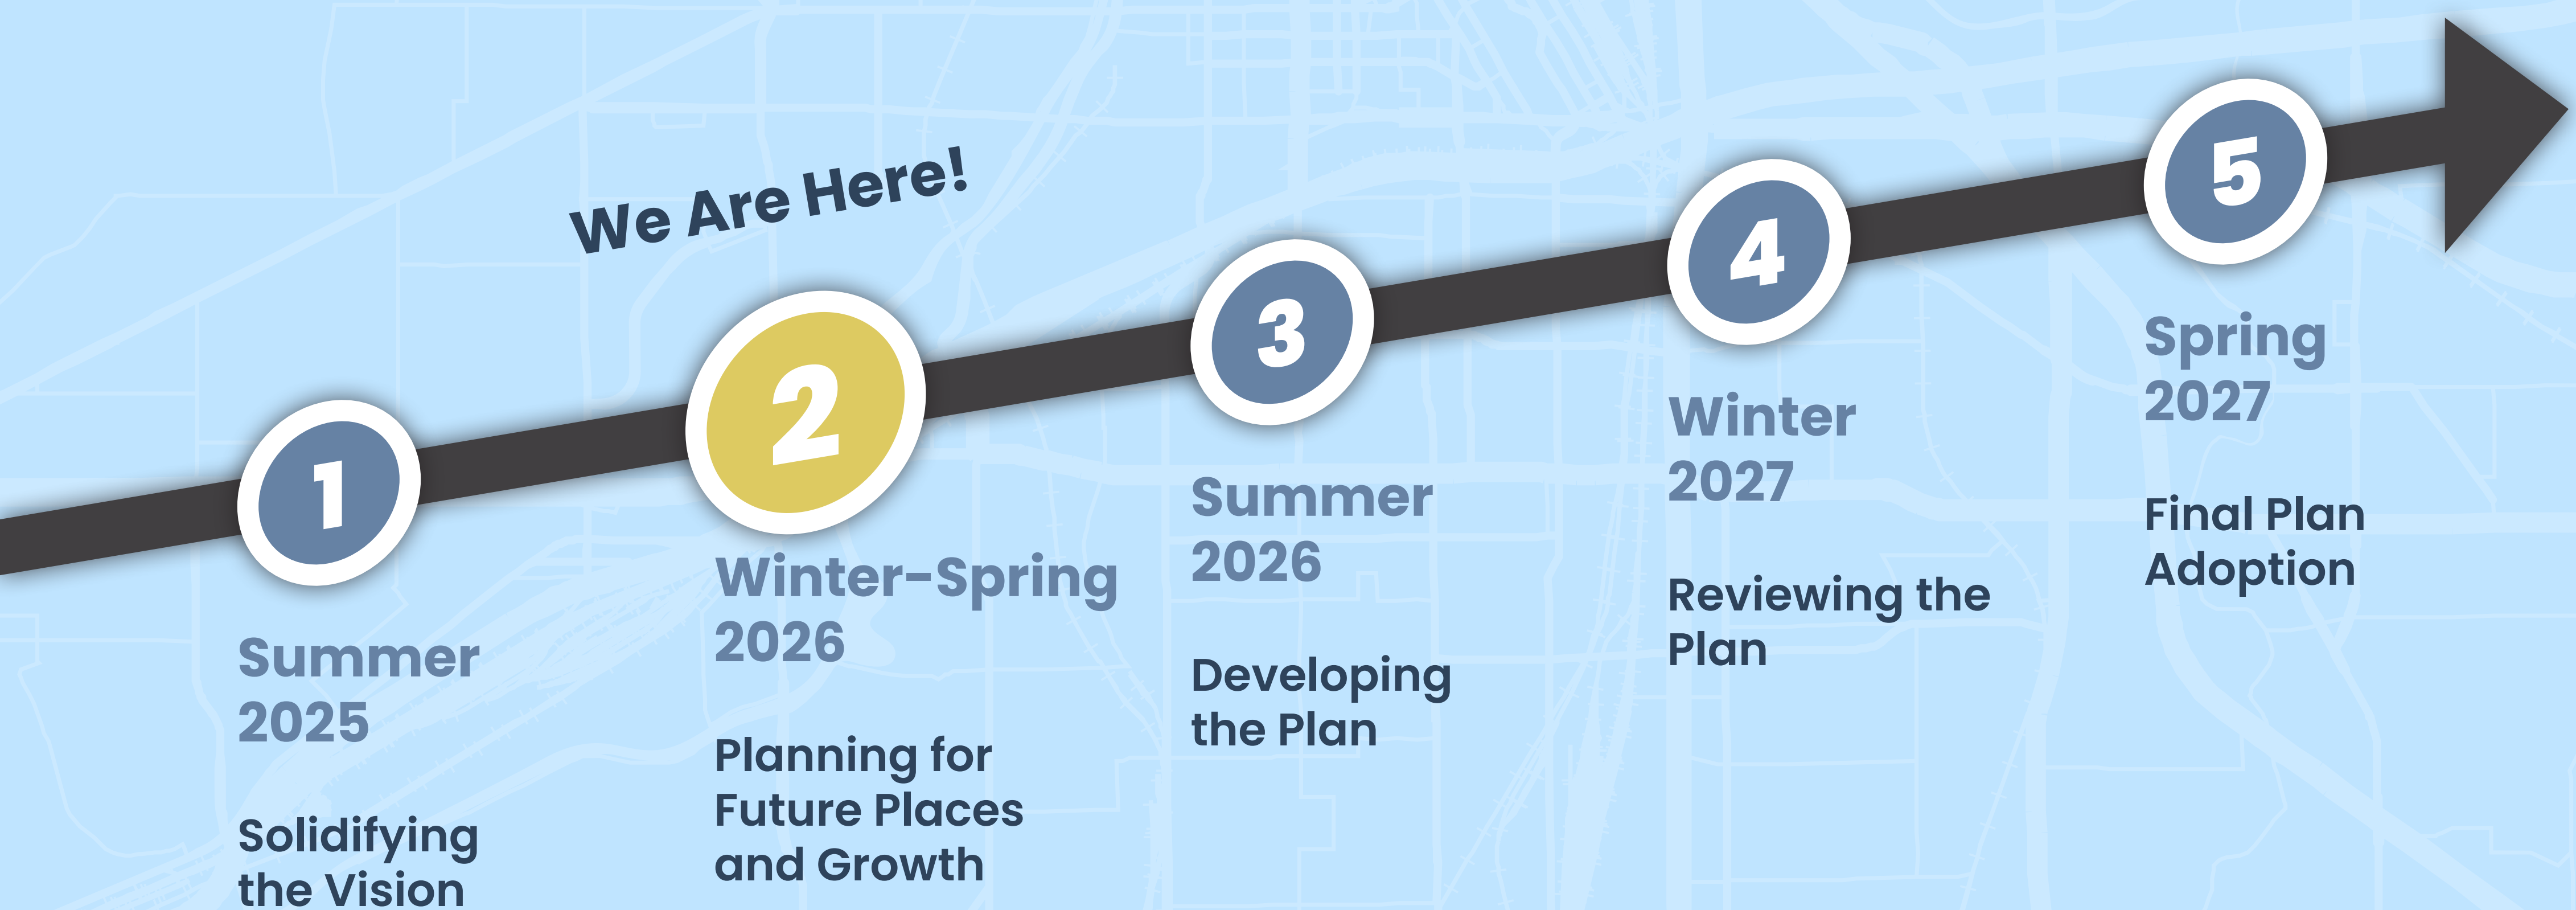 We Are Here!
1
Summer
2025
Solidifying
the Vision
2
Winter-Spring
2026
Planning for
Future Places
and Growth
3
Summer
2026
Developing
the Plan
4
Winter
2027
Reviewing the
Plan
5
Spring
2027
Final Plan
Adoption